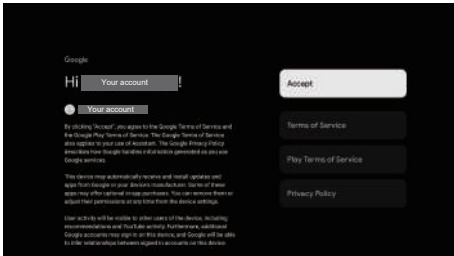 Google
Hi Your account !
Your account
By clicking "Accept", you agree to the Google Terms of Service and
the Google Play Terms of Service. The Google Terms of Service
also applies to your use of Assistant. The Google Privacy Policy
describes how Google handles information generated as you use
Google services.
This device may automatically receive and install updates and
apps from Google or your device's manufacturer. Some of these
apps may offer optional in-app purchases. You can remove them or
adjust their permissions at any time from the device settings.
User activity will be visible to other users of the device, including
recommendations and YouTube activity. Furthermore, additional
Google accounts may sign in on this device, and Google will be able
to infer relationships between signed in accounts on this device.
Accept
Terms of Service
Play Terms of Service
Privacy Policy